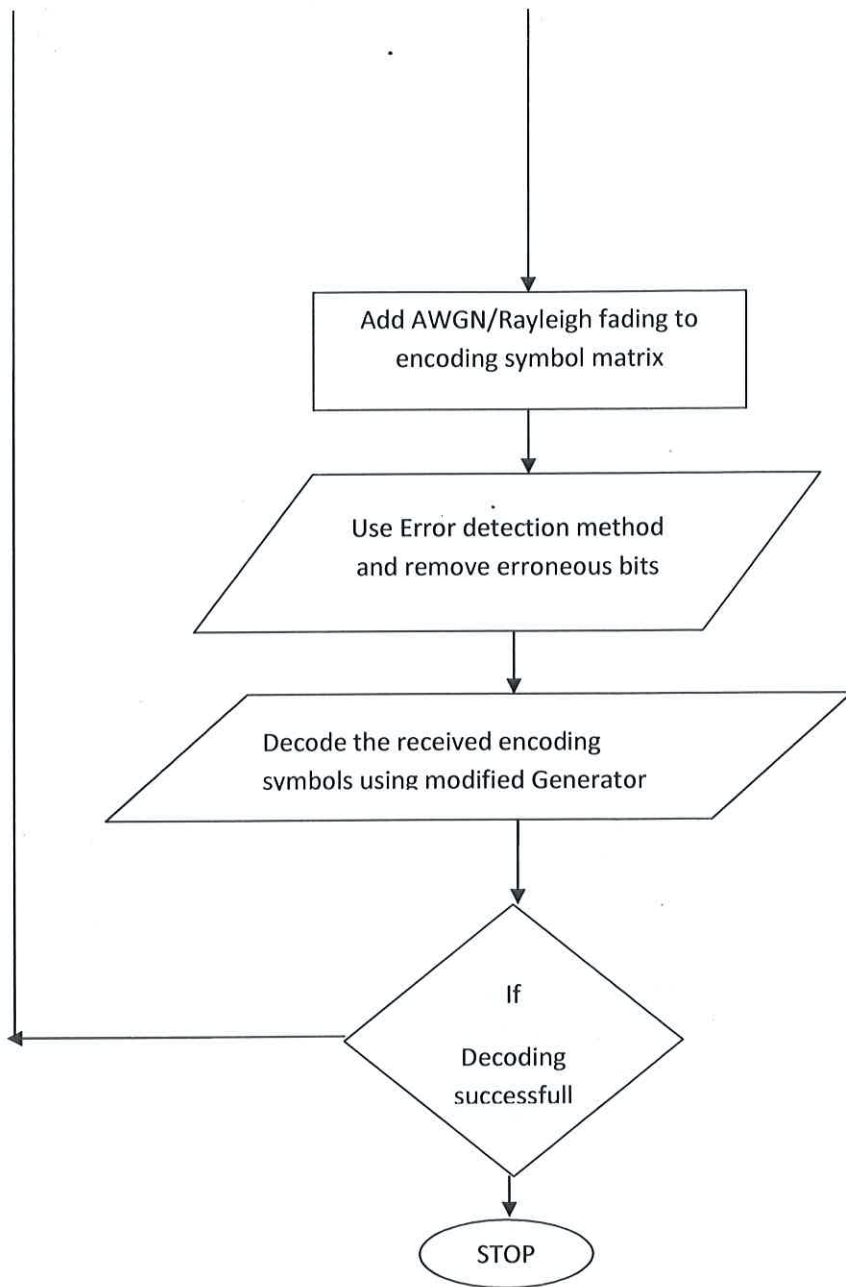 Add AWGN/Rayleigh fading to
encoding symbol matrix
Use Error detection method
and remove erroneous bits
Decode the received encoding
symbols using modified Generator
If
Decoding
successfull
STOP